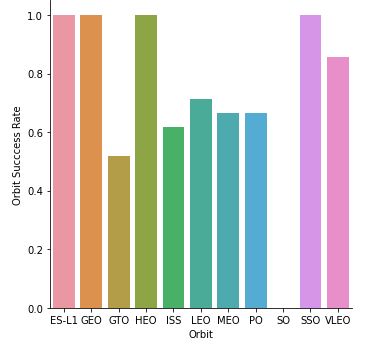 1.0
0.8
0.6
0.4
0.2
0.0
Orbit Succcess Rate
ES-L1 GEO GTO HEO ISS LEO MEO PO SO SSO VLEO
Orbit